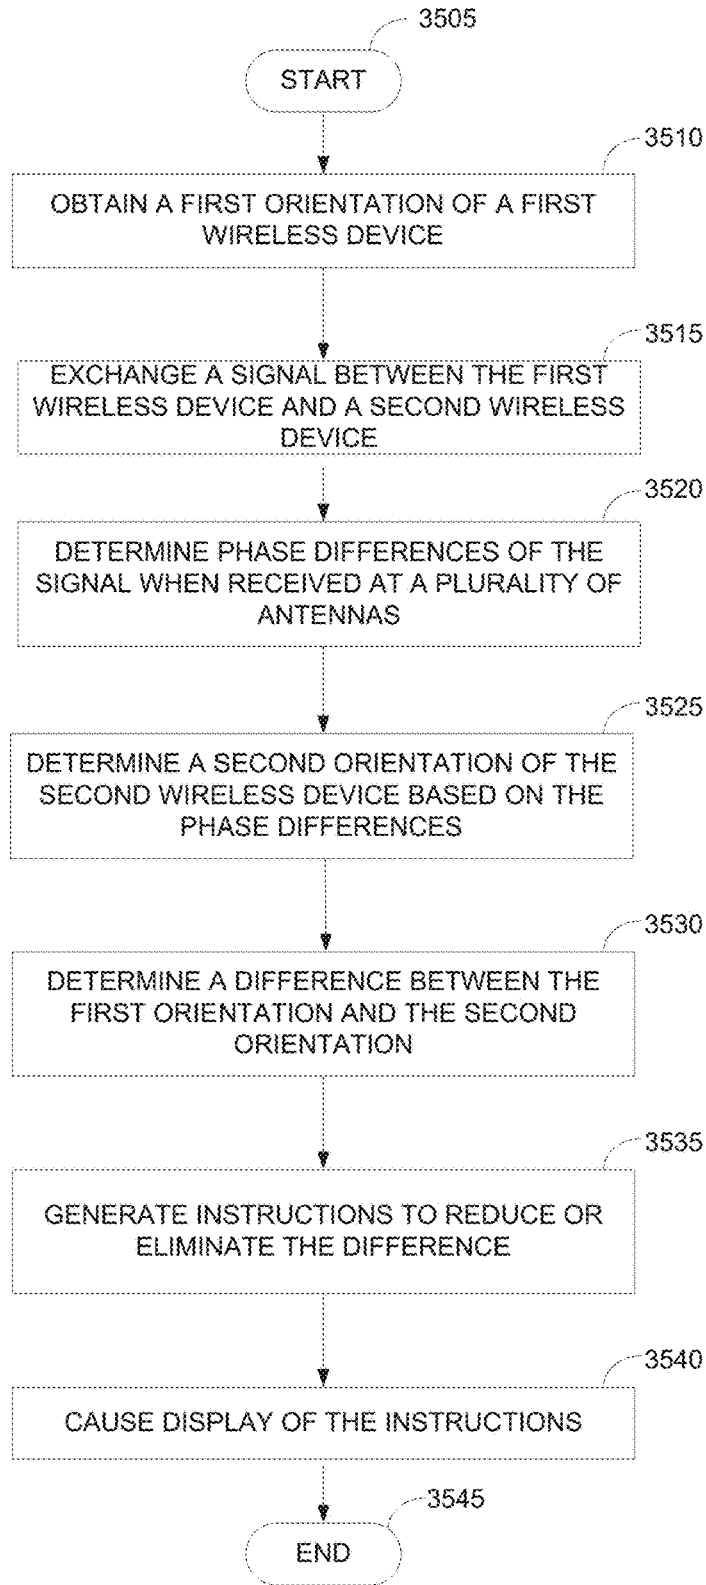 3505
START
3510
OBTAIN A FIRST ORIENTATION OF A FIRST
WIRELESS DEVICE
3515
EXCHANGE A SIGNAL BETWEEN THE FIRST
WIRELESS DEVICE AND A SECOND WIRELESS
DEVICE
3520
DETERMINE PHASE DIFFERENCES OF THE
SIGNAL WHEN RECEIVED AT A PLURALITY OF
ANTENNAS
3525
DETERMINE A SECOND ORIENTATION OF THE
SECOND WIRELESS DEVICE BASED ON THE
PHASE DIFFERENCES
3530
DETERMINE A DIFFERENCE BETWEEN THE
FIRST ORIENTATION AND THE SECOND
ORIENTATION
3535
GENERATE INSTRUCTIONS TO REDUCE OR
ELIMINATE THE DIFFERENCE
3540
CAUSE DISPLAY OF THE INSTRUCTIONS
3545
END